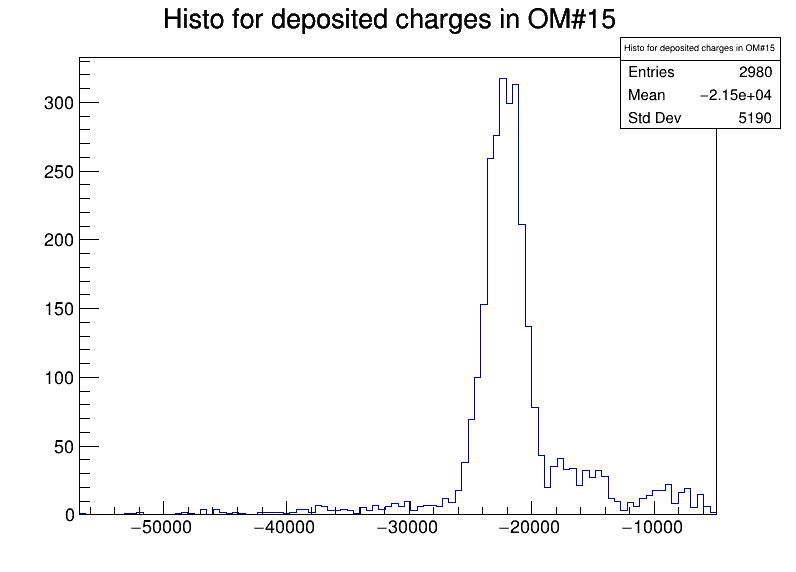 Histo for deposited charges in OM#15
Histo for deposited charges in OM#15
Entries 2980
Mean −2.15e+04
Std Dev 5190
300
250
200
150
100
50
0
−50000 −40000 −30000 −20000 −10000